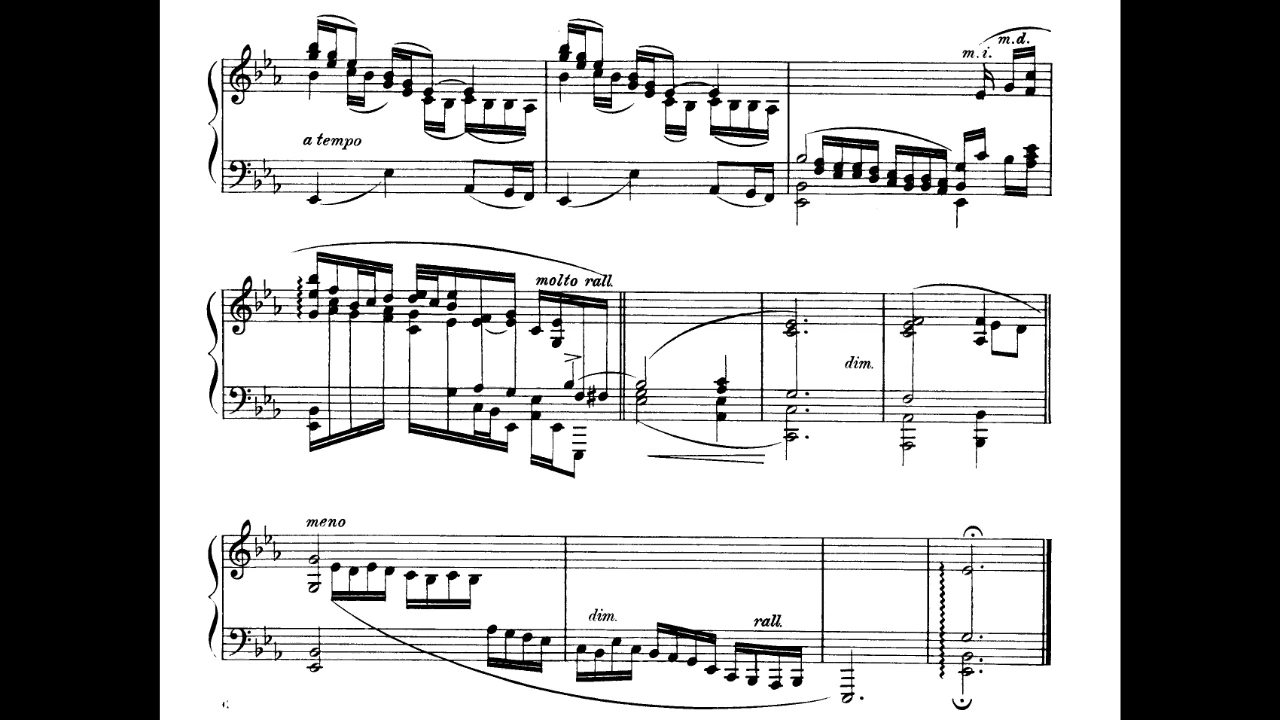 m. i. m. d.
a tempo
molto rall.
dim.
meno
dim. rall.